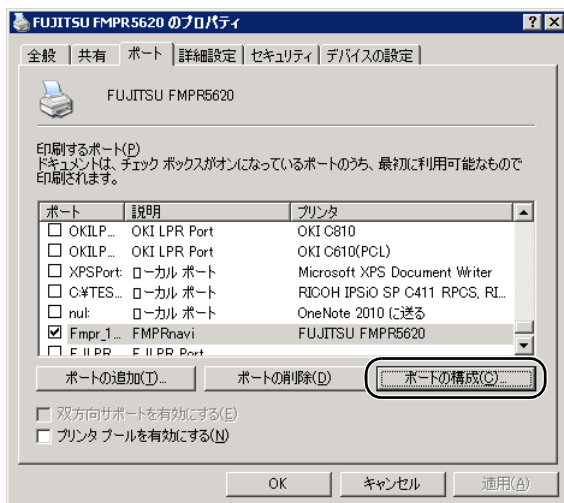 FUJITSU FMPR5620 のプロパティ
全般 共有 ポート 詳細設定 セキュリティ デバイスの設定
FUJITSU FMPR5620
印刷するポート(P)
ドキュメントは、チェック ボックスがオンになっているポートのうち、最初に利用可能なもので
印刷されます。
ポート 説明 プリンタ
OKILP... OKI LPR Port OKI C810
OKILP... OKI LPR Port OKI C610(PCL)
XPSPort: ローカル ポート Microsoft XPS Document Writer
C:¥TES... ローカル ポート RICOH IPSiO SP C411 RPCS, RI...
nul: ローカル ポート OneNote 2010 に送る
Fmpr_1... FMPRnavi FUJITSU FMPR5620
ポートの追加(T)... ポートの削除(D) ポートの構成(C)...
双方向サポートを有効にする(E)
プリンタ プールを有効にする(N)
OK キャンセル 適用(A)